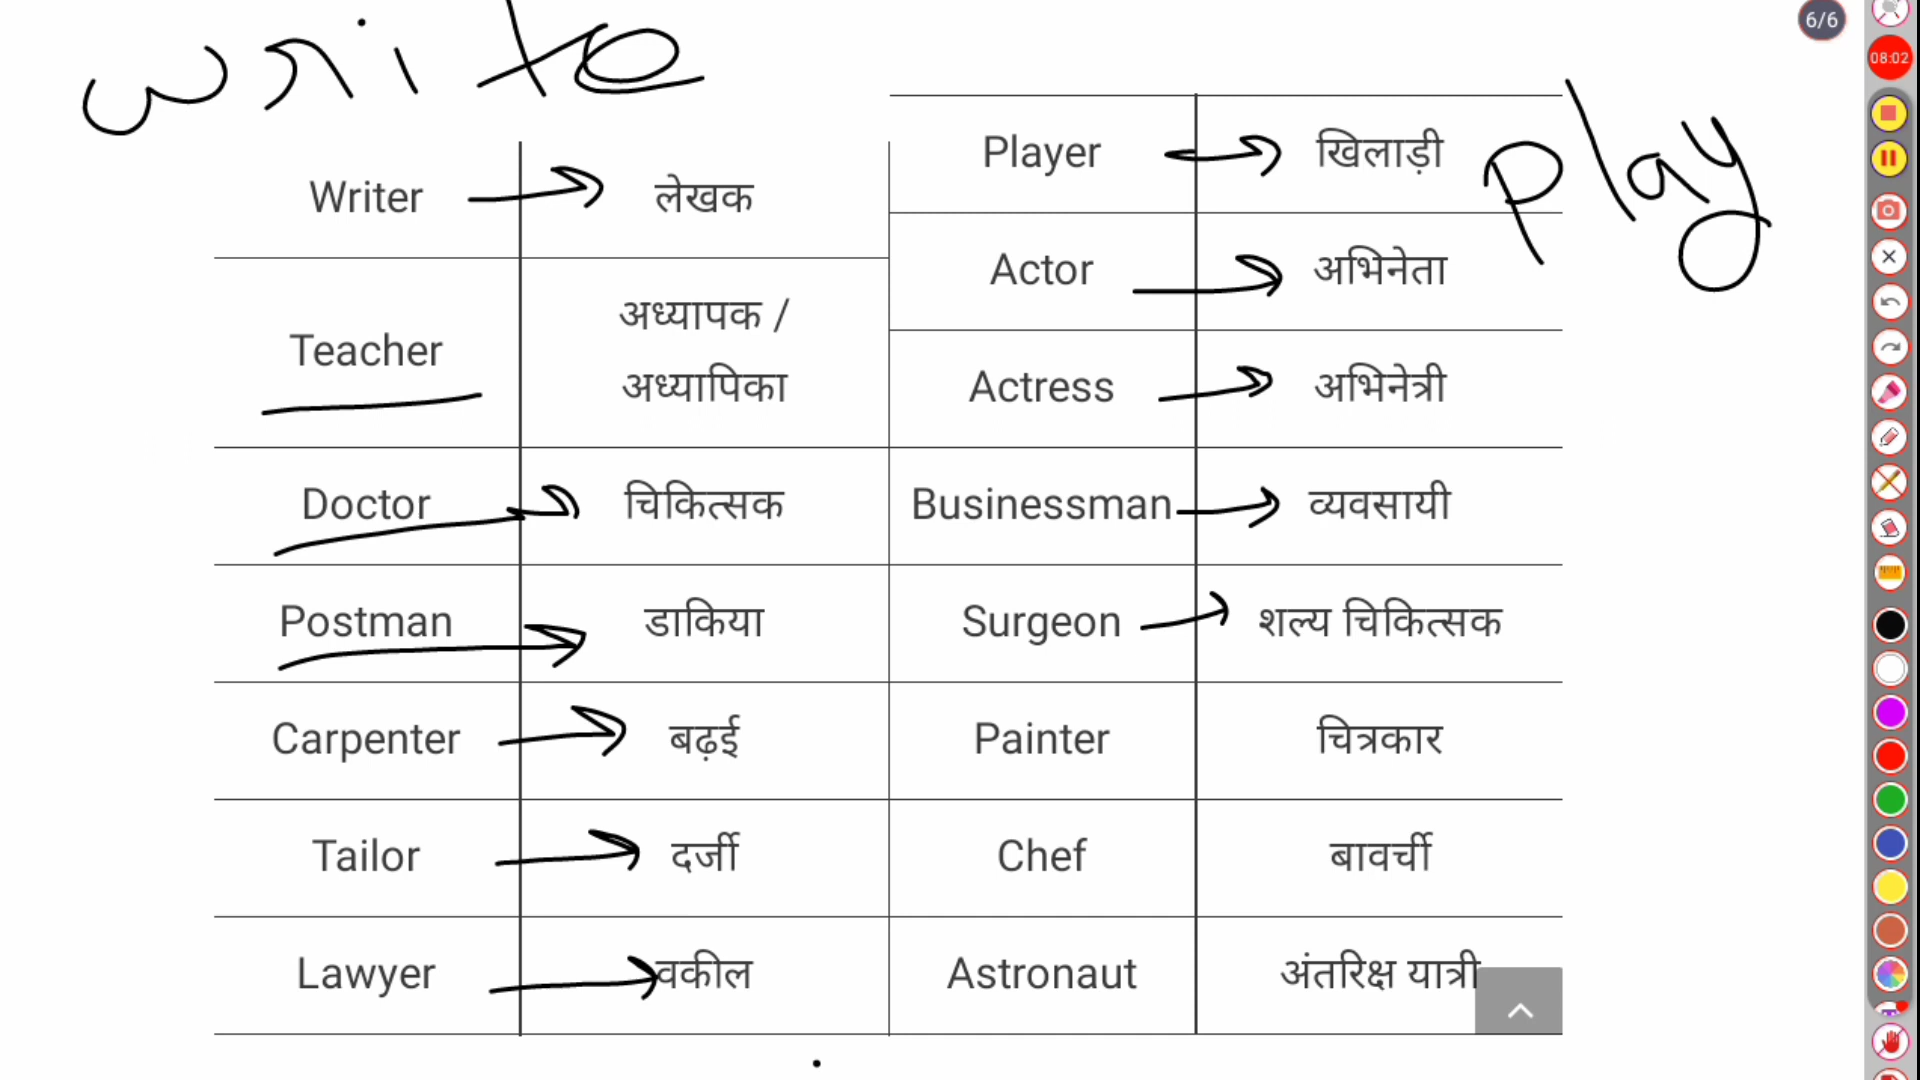 write
6/6
08:02
Writer लेखक
Teacher अध्यापक /
अध्यापिका
Doctor चिकित्सक
Postman डाकिया
Carpenter बढ़ई
Tailor दर्जी
Lawyer वकील
Player खिलाड़ी
play
Actor अभिनेता
Actress अभिनेत्री
Businessman व्यवसायी
Surgeon शल्य चिकित्सक
Painter चित्रकार
Chef बावर्ची
Astronaut अंतरिक्ष यात्री